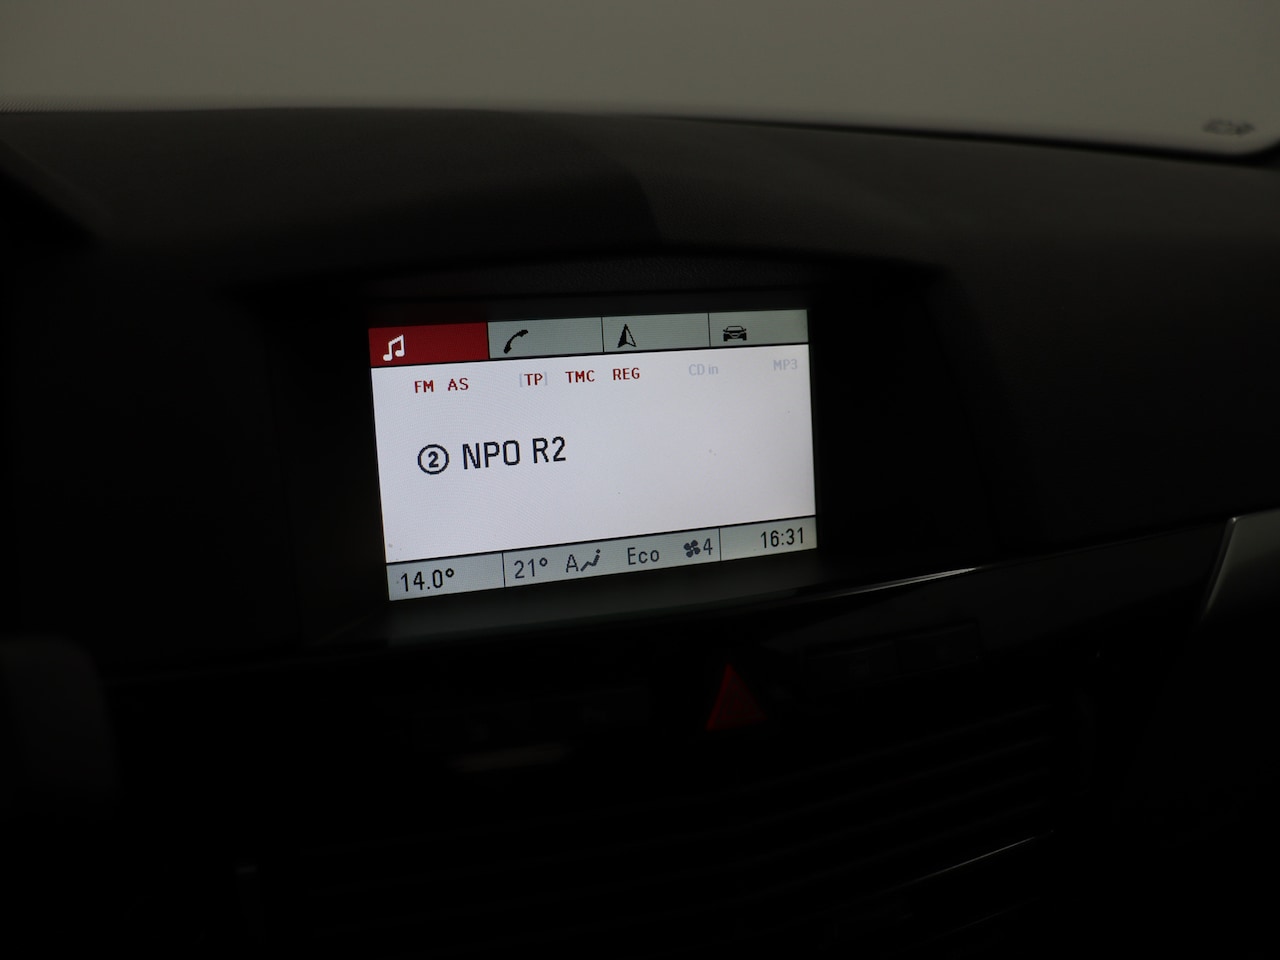 FM AS [TP] TMC REG CD in MP3
② NPO R2
14.0° 21° A Eco 4 16:31